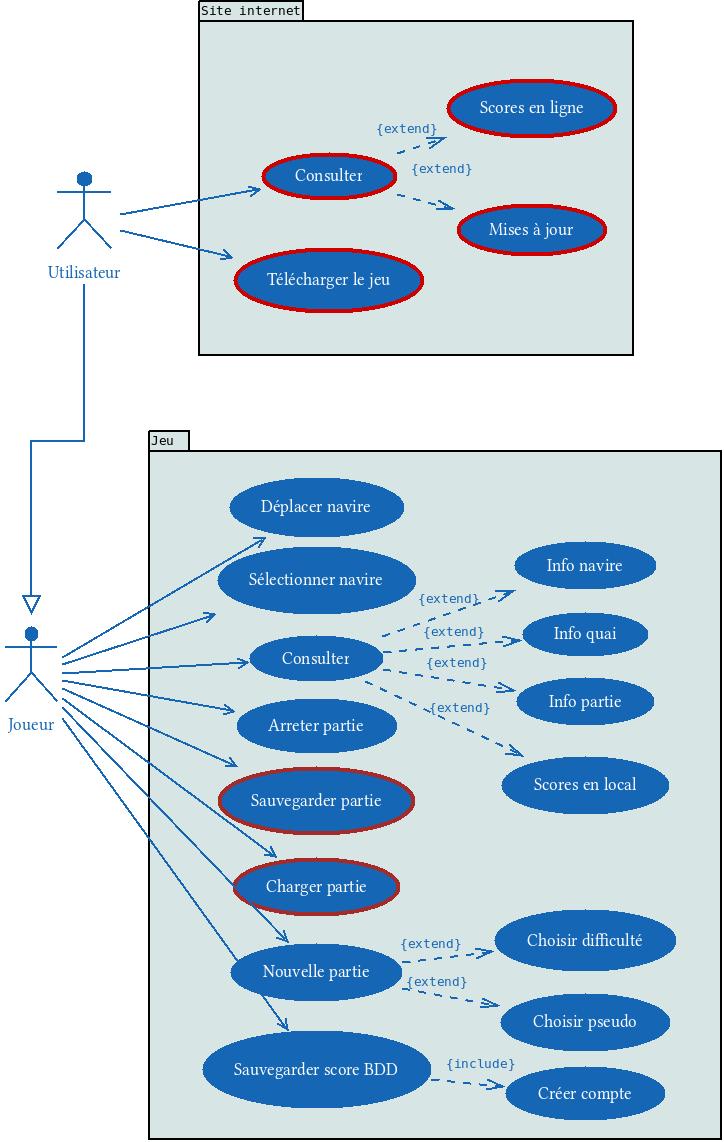 Site internet
Scores en ligne
{extend}
Consulter
{extend}
Mises à jour
Utilisateur
Télécharger le jeu
Jeu
Déplacer navire
Info navire
Sélectionner navire
{extend}
Info quai
{extend}
Consulter
{extend}
Info partie
{extend}
Joueur
Arreter partie
Scores en local
Sauvegarder partie
Charger partie
{extend}
Choisir difficulté
Nouvelle partie
{extend}
Choisir pseudo
Sauvegarder score BDD
{include}
Créer compte